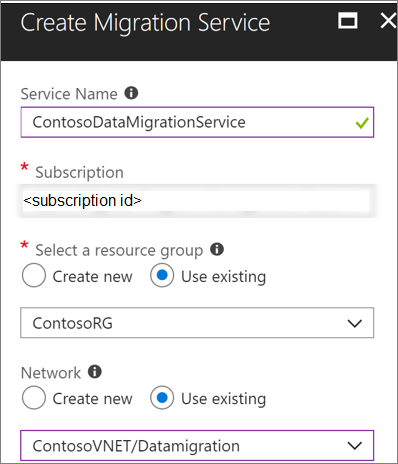 Create Migration Service
Service Name
ContosoDataMigrationService
* Subscription
<subscription id>
* Select a resource group
Create new Use existing
ContosoRG
Network
Create new Use existing
ContosoVNET/Datamigration